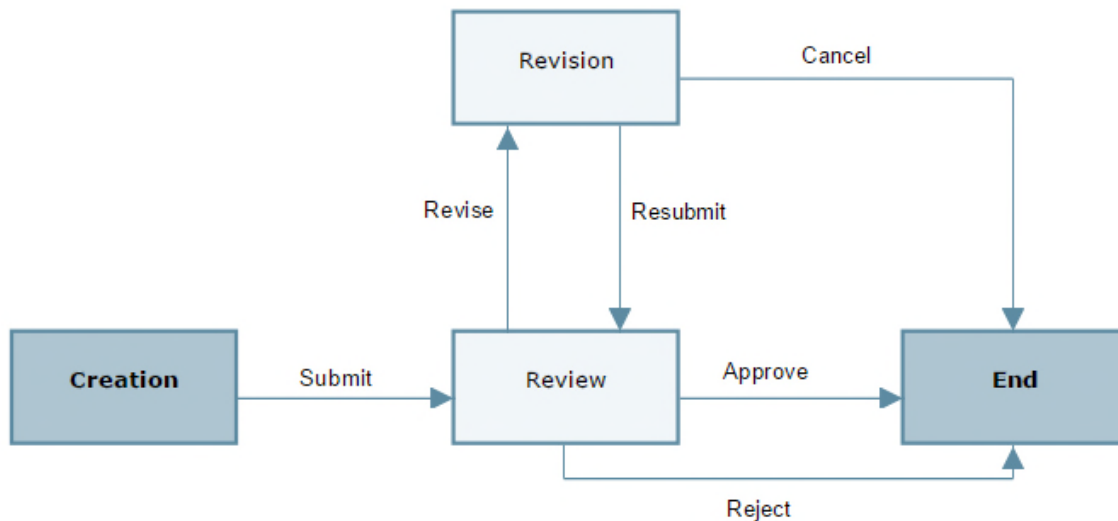 Revision
Cancel
Revise
Resubmit
Creation
Submit
Review
Approve
End
Reject